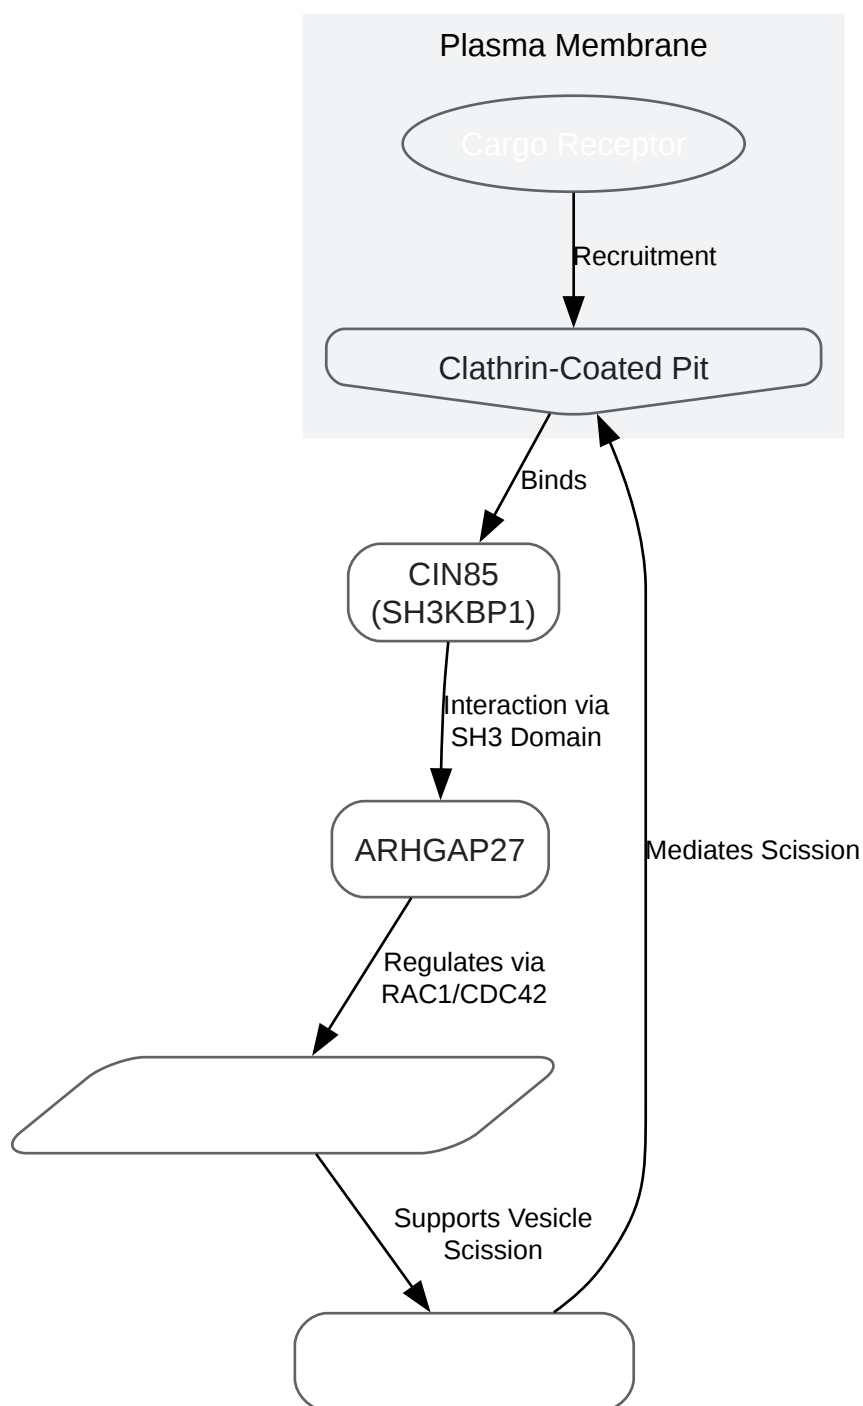 Plasma Membrane
Cargo Receptor
Recruitment
Clathrin-Coated Pit
Binds
CIN85
(SH3KBP1)
Interaction via
SH3 Domain
ARHGAP27
Mediates Scission
Regulates via
RAC1/CDC42
Supports Vesicle
Scission